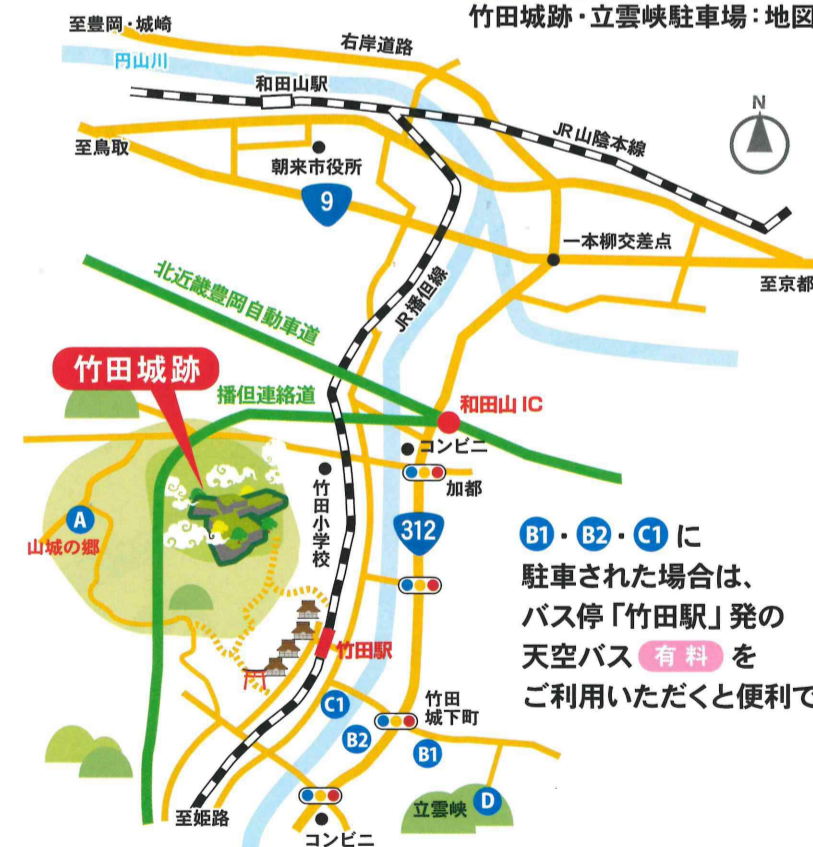 竹田城跡・立雲峡駐車場：地図
至豊岡・城崎
右岸道路
円山川
和田山駅
N
JR山陰本線
至鳥取
朝来市役所
9
一本柳交差点
至京都
JR播但線
北近畿豊岡自動車道
竹田城跡
播但連絡道
和田山IC
コンビニ
加都
竹田小学校
312
A
山城の郷
B1・B2・C1に
駐車された場合は、
バス停「竹田駅」発の
天空バス 有料 を
ご利用いただくと便利で
竹田駅
C1
竹田
城下町
B2
B1
立雲峡
D
至姫路
コンビニ